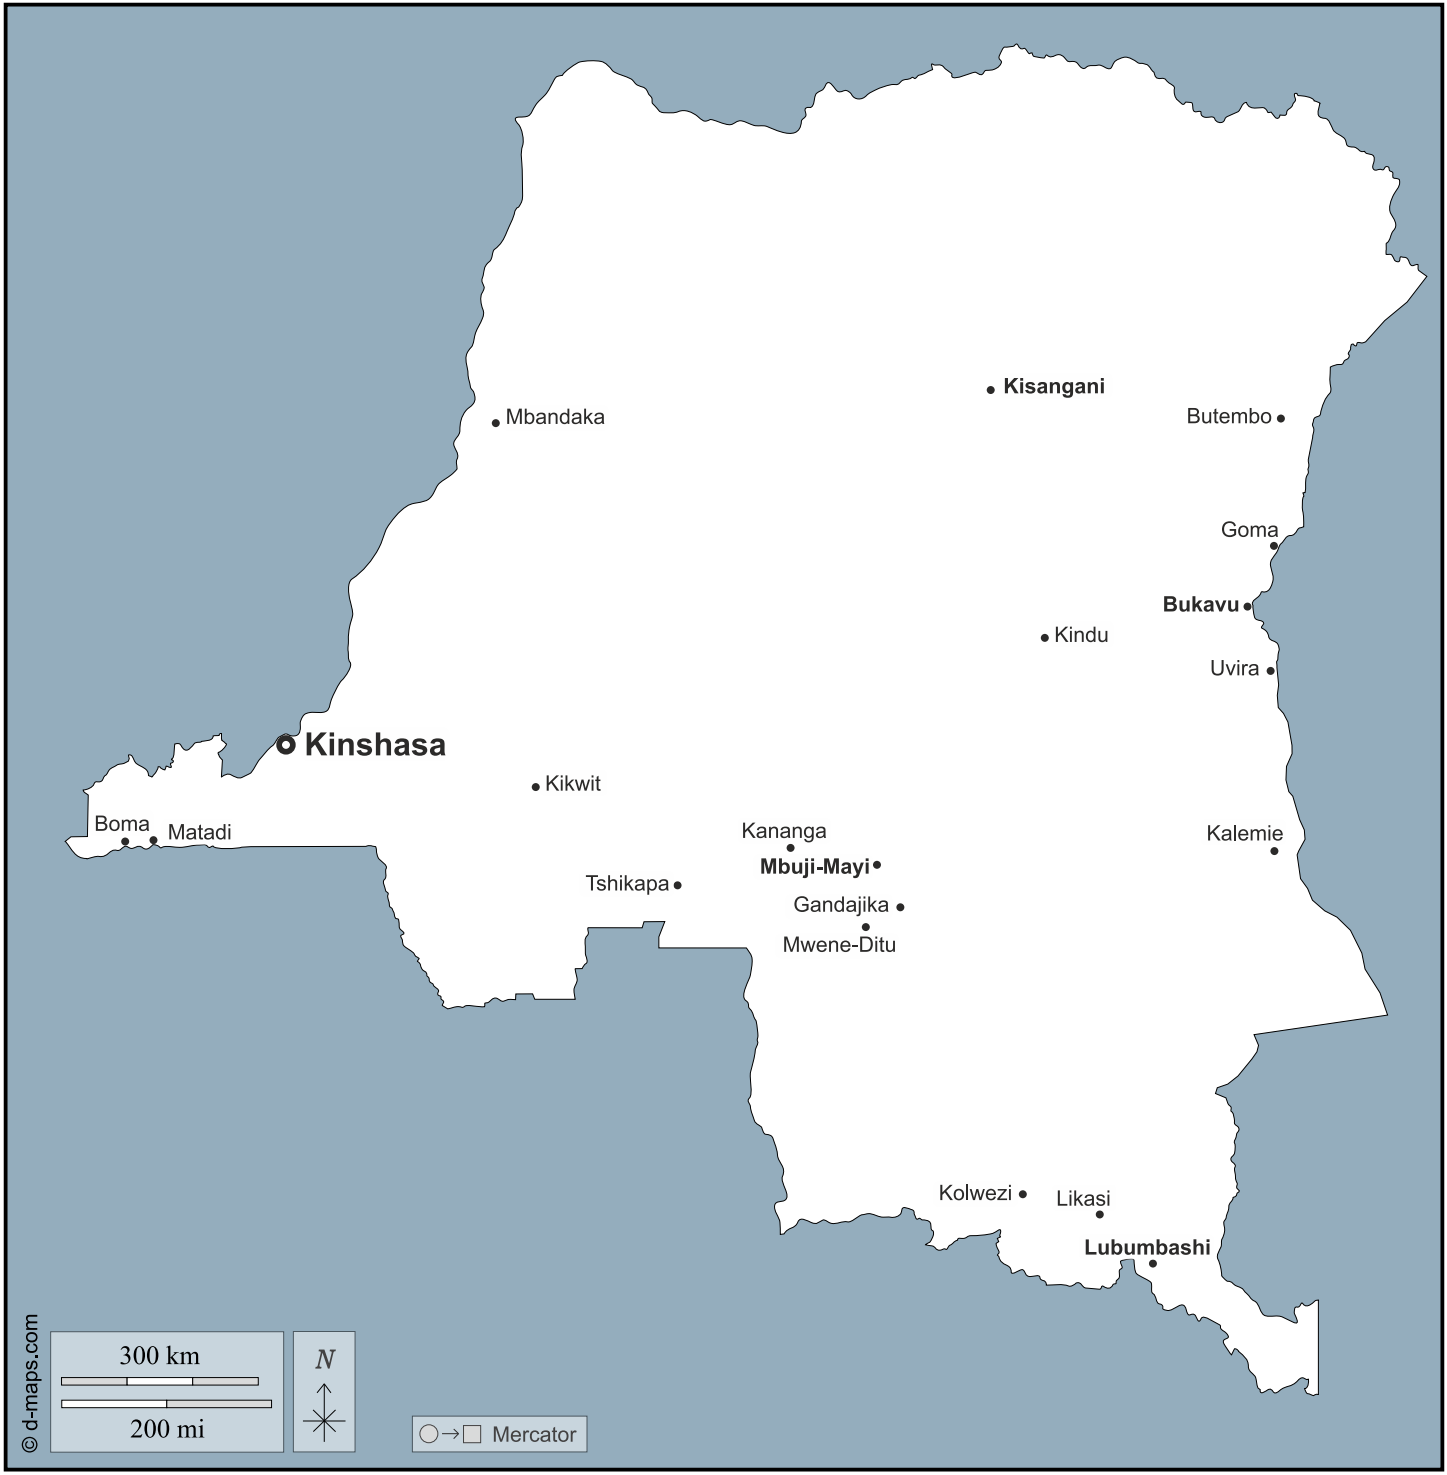 Kisangani
Mbandaka
Butembo
Goma
Bukavu
Kindu
Uvira
Kinshasa
Kikwit
Boma
Matadi
Kananga
Kalemie
Mbuji-Mayi
Tshikapa
Gandajika
Mwene-Ditu
Kolwezi
Likasi
Lubumbashi
© d-maps.com
300 km
200 mi
N
Mercator